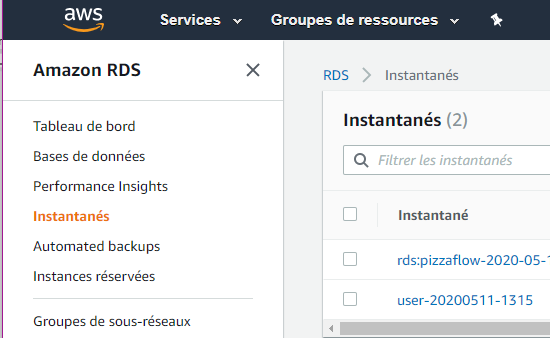 aws Services Groupes de ressources
Amazon RDS
Tableau de bord
Bases de données
Performance Insights
Instantanés
Automated backups
Instances réservées
Groupes de sous-réseaux
RDS Instantanés
Instantanés (2)
Filtrer les instantanés
Instantané
rds:pizzaflow-2020-05-1
user-20200511-1315